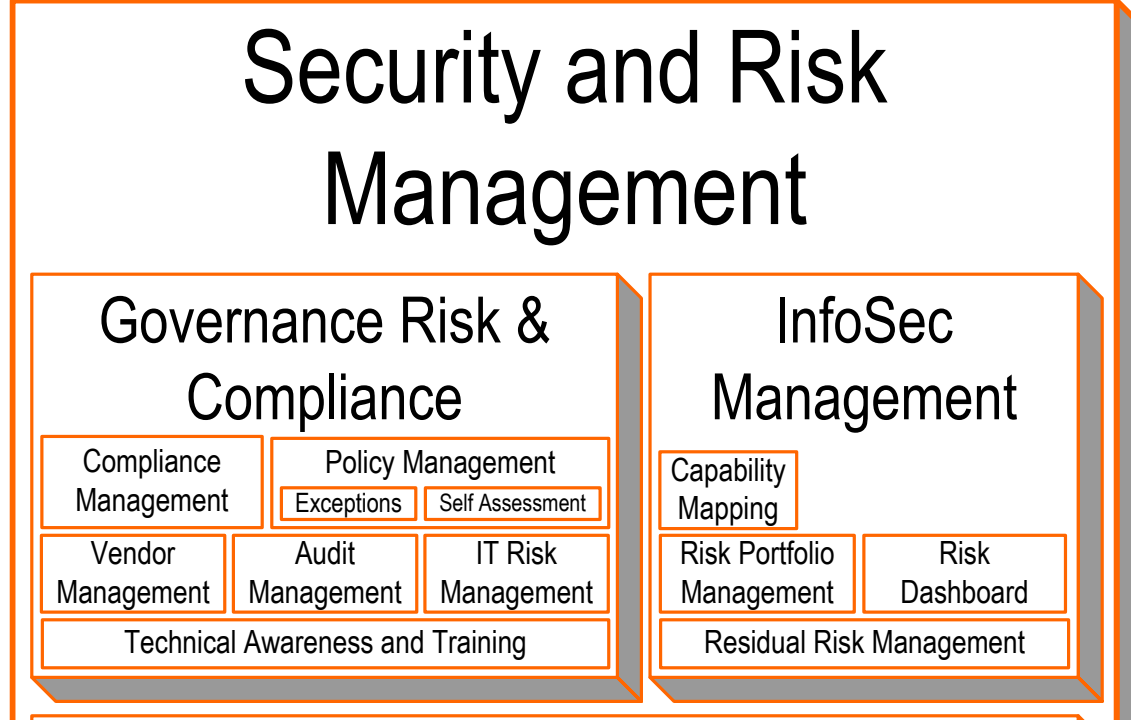 Security and Risk
Management
Governance Risk &
Compliance
Compliance
Management
Policy Management
Exceptions
Self Assessment
Vendor
Management
Audit
Management
IT Risk
Management
Technical Awareness and Training
InfoSec
Management
Capability
Mapping
Risk Portfolio
Management
Risk
Dashboard
Residual Risk Management